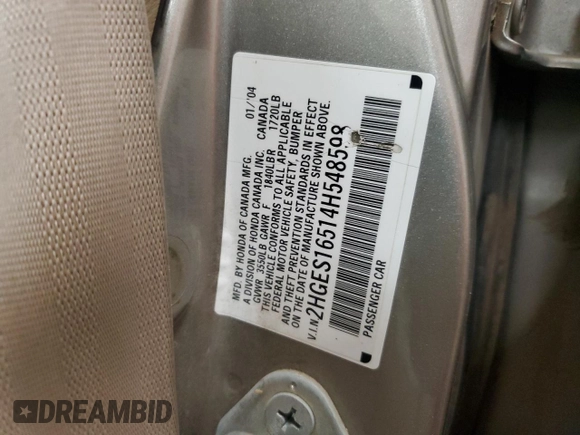 MFD. BY HONDA OF CANADA MFG. 01/'04
A DIVISION OF HONDA CANADA INC. CANADA
GVWR 3550LB GAWR F 1840LBR 1720LB
THIS VEHICLE CONFORMS TO ALL APPLICABLE
FEDERAL MOTOR VEHICLE SAFETY, BUMPER
AND THEFT PREVENTION STANDARDS IN EFFECT
ON THE DATE OF MANUFACTURE SHOWN ABOVE.
V.I.N. 2HGES16514H548598
PASSENGER CAR
DREAMBID